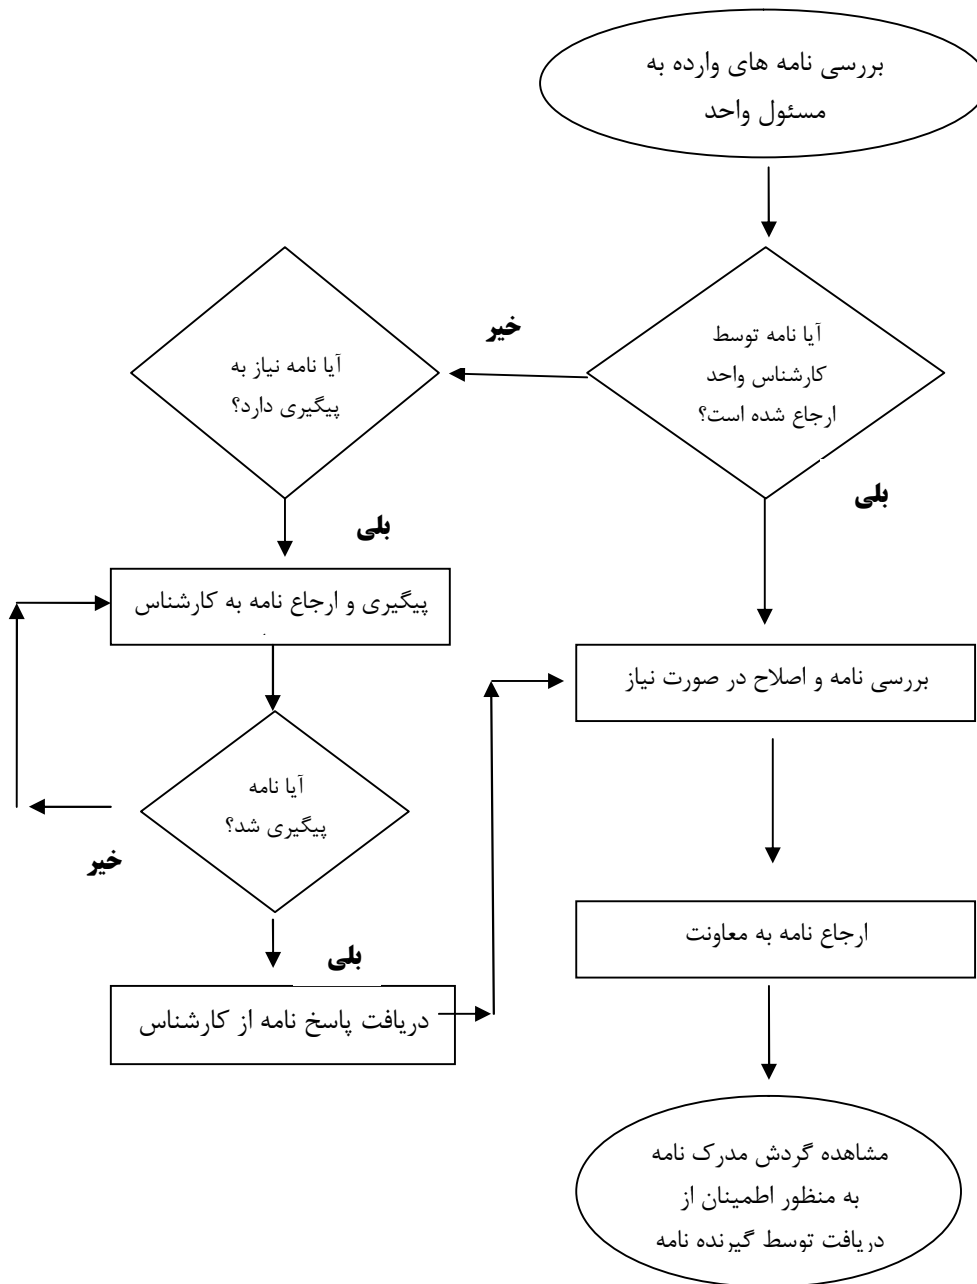 بررسی نامه های وارده به
مسئول واحد
آیا نامه توسط
کارشناس واحد
ارجاع شده است؟
خیر
آیا نامه نیاز به
پیگیری دارد؟
بلی
بلی
پیگیری و ارجاع نامه به کارشناس
بررسی نامه و اصلاح در صورت نیاز
آیا نامه
پیگیری شد؟
خیر
بلی
ارجاع نامه به معاونت
دریافت پاسخ نامه از کارشناس
مشاهده گردش مدرک نامه
به منظور اطمینان از
دریافت توسط گیرنده نامه